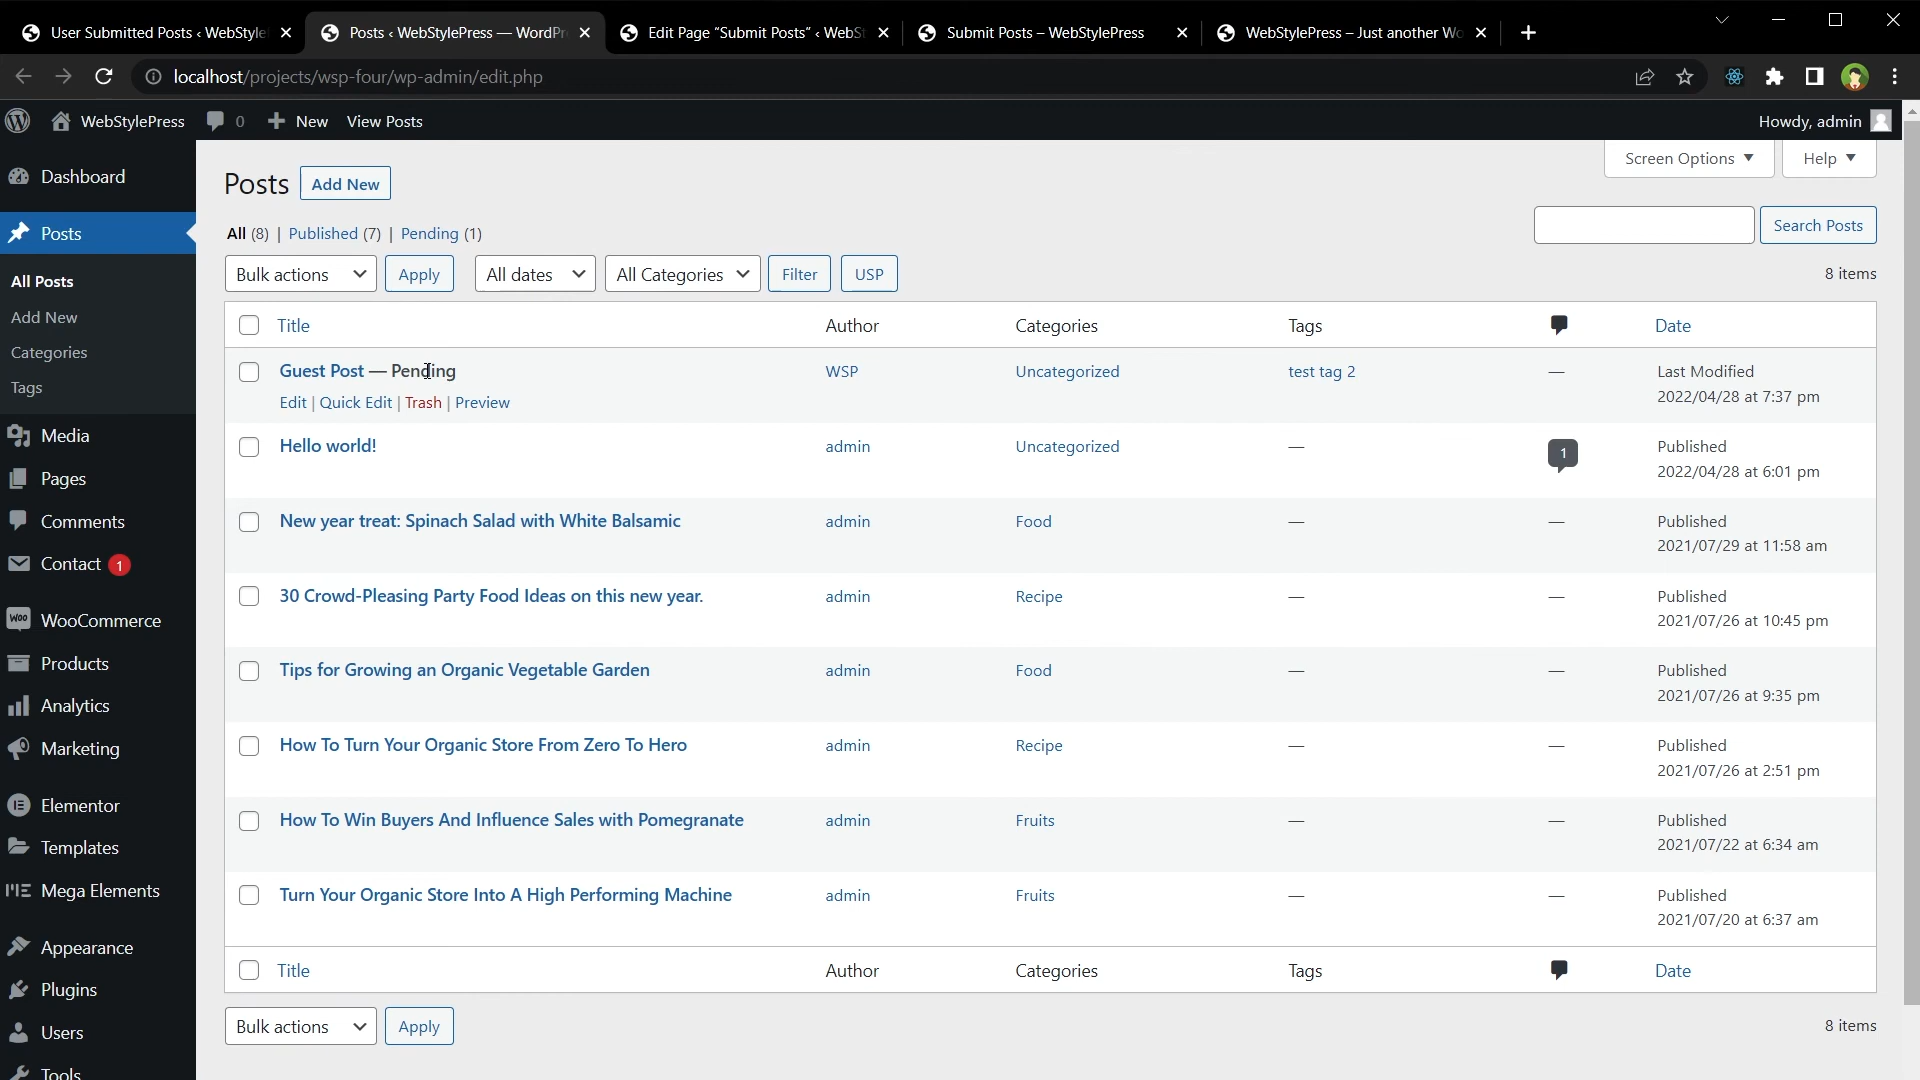 User Submitted Posts ‹ WebStyle
Posts ‹ WebStylePress — WordPr
Edit Page “Submit Posts” ‹ WebS
Submit Posts – WebStylePress
WebStylePress – Just another Wo
localhost/projects/wsp-four/wp-admin/edit.php
WebStylePress 0 New View Posts Howdy, admin
Dashboard
Posts
All Posts
Add New
Categories
Tags
Media
Pages
Comments
Contact 1
WooCommerce
Products
Analytics
Marketing
Elementor
Templates
Mega Elements
Appearance
Plugins
Users
Tools
Screen Options Help
Posts Add New
All (8) | Published (7) | Pending (1)
Search Posts
Bulk actions Apply All dates All Categories Filter USP 8 items
Title Author Categories Tags Date
Guest Post — Pending WSP Uncategorized test tag 2 — Last Modified
2022/04/28 at 7:37 pm
Edit | Quick Edit | Trash | Preview
Hello world! admin Uncategorized — 1 Published
2022/04/28 at 6:01 pm
New year treat: Spinach Salad with White Balsamic admin Food — — Published
2021/07/29 at 11:58 am
30 Crowd-Pleasing Party Food Ideas on this new year. admin Recipe — — Published
2021/07/26 at 10:45 pm
Tips for Growing an Organic Vegetable Garden admin Food — — Published
2021/07/26 at 9:35 pm
How To Turn Your Organic Store From Zero To Hero admin Recipe — — Published
2021/07/26 at 2:51 pm
How To Win Buyers And Influence Sales with Pomegranate admin Fruits — — Published
2021/07/22 at 6:34 am
Turn Your Organic Store Into A High Performing Machine admin Fruits — — Published
2021/07/20 at 6:37 am
Title Author Categories Tags Date
Bulk actions Apply 8 items